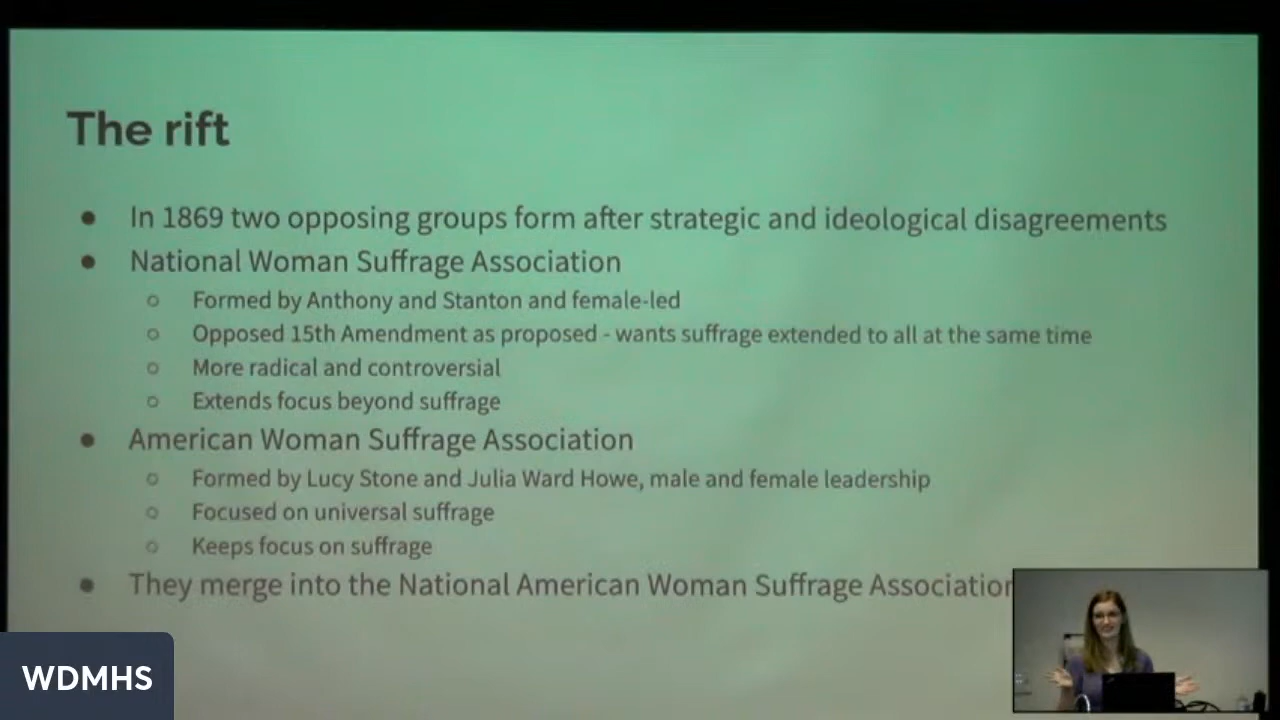 The rift
● In 1869 two opposing groups form after strategic and ideological disagreements
● National Woman Suffrage Association
○ Formed by Anthony and Stanton and female-led
○ Opposed 15th Amendment as proposed - wants suffrage extended to all at the same time
○ More radical and controversial
○ Extends focus beyond suffrage
● American Woman Suffrage Association
○ Formed by Lucy Stone and Julia Ward Howe, male and female leadership
○ Focused on universal suffrage
○ Keeps focus on suffrage
● They merge into the National American Woman Suffrage Association
WDMHS